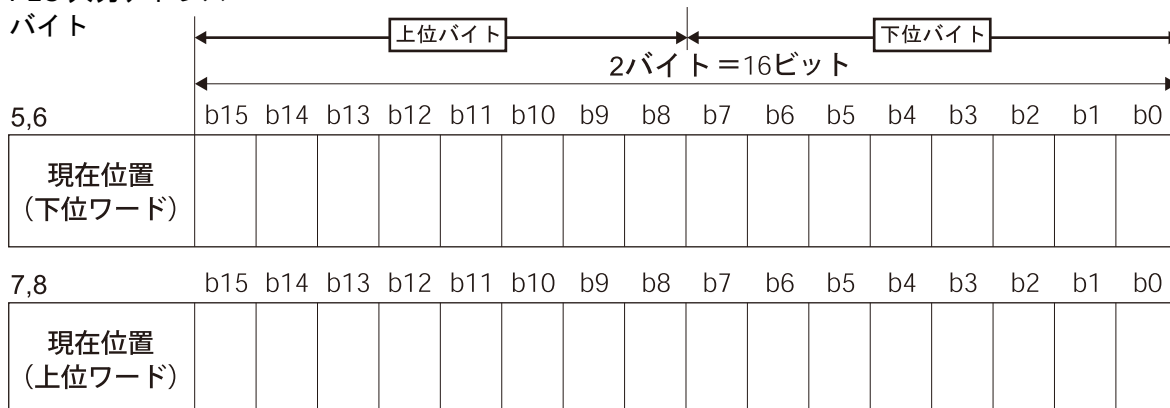 バイト
上位バイト 下位バイト
2バイト＝16ビット
5,6 b15 b14 b13 b12 b11 b10 b9 b8 b7 b6 b5 b4 b3 b2 b1 b0
現在位置
（下位ワード）
7,8 b15 b14 b13 b12 b11 b10 b9 b8 b7 b6 b5 b4 b3 b2 b1 b0
現在位置
（上位ワード）